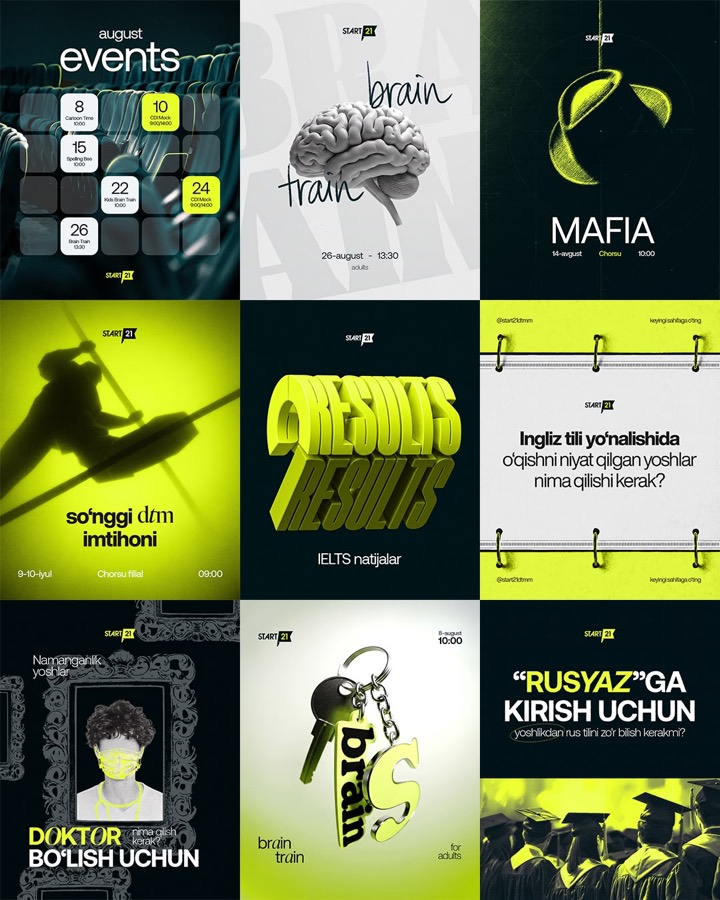 august
events
8
Cartoon Time
10:00
10
CDI Mock
9:00/14:00
15
Spelling Bee
10:00
22
Kids Brain Train
10:00
24
CDI Mock
9:00/14:00
26
Brain Train
13:30
START 21
START 21
BRA
brain
train
AIN
26-august - 13:30
adults
START 21
MAFIA
14-avgust Chorsu 10:00
START 21
so‘nggi dtm
imtihoni
9-10-iyul Chorsu filial 09:00
START 21
RESULTS
RESULTS
IELTS natijalar
@start21dtmm keyingi sahifaga o‘ting
START 21
Ingliz tili yo‘nalishida
o‘qishni niyat qilgan yoshlar
nima qilishi kerak?
@start21dtmm keyingi sahifaga o‘ting
START 21
Namanganlik
yoshlar
DOKTOR nima qilish
kerak?
BO‘LISH UCHUN
START 21
8-august
10:00
brain
S
brain
train
for
adults
START 21
“RUSYAZ”GA
KIRISH UCHUN
yoshlikdan rus tilini zo‘r bilish kerakmi?